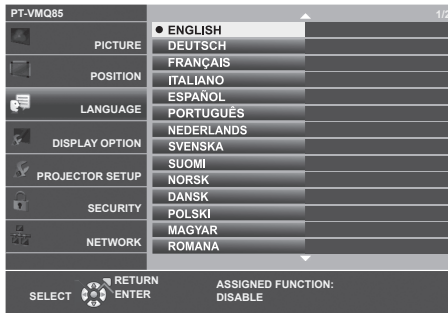 PT-VMQ85
1/2
PICTURE
POSITION
LANGUAGE
DISPLAY OPTION
PROJECTOR SETUP
SECURITY
NETWORK
ENGLISH
DEUTSCH
FRANÇAIS
ITALIANO
ESPAÑOL
PORTUGUÊS
NEDERLANDS
SVENSKA
SUOMI
NORSK
DANSK
POLSKI
MAGYAR
ROMANA
SELECT
RETURN
ENTER
ASSIGNED FUNCTION:
DISABLE